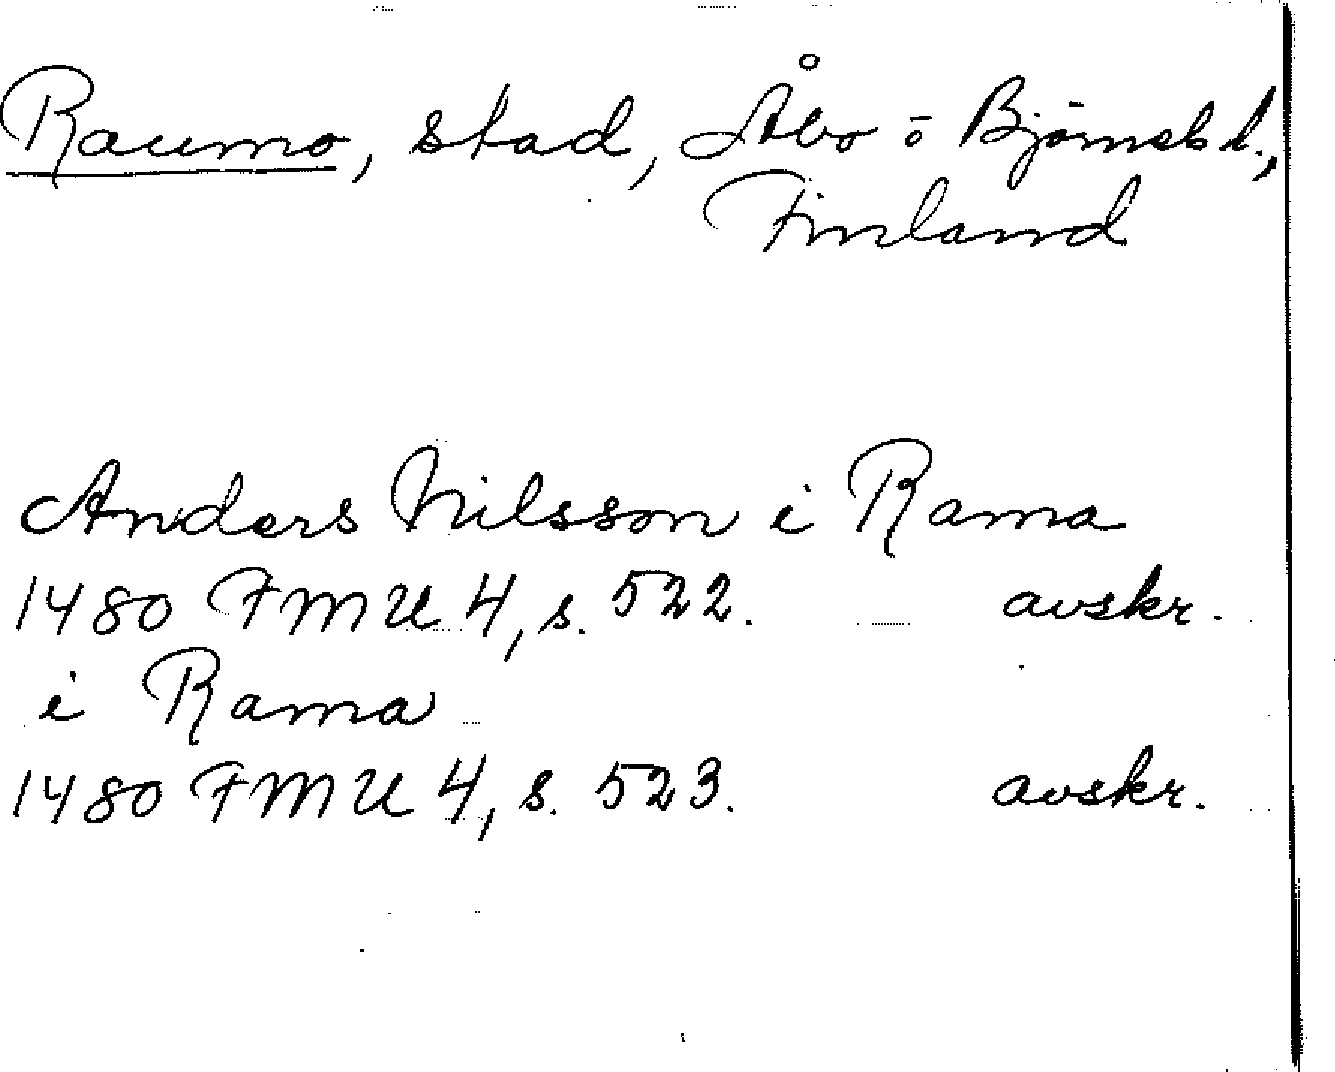 Raumo, stad, Åbo o Björneb l.,
Finland
Anders Nilsson i Rama
1480 FMU 4, s. 522. avskr.
i Rama
1480 FMU 4, s. 523. avskr.